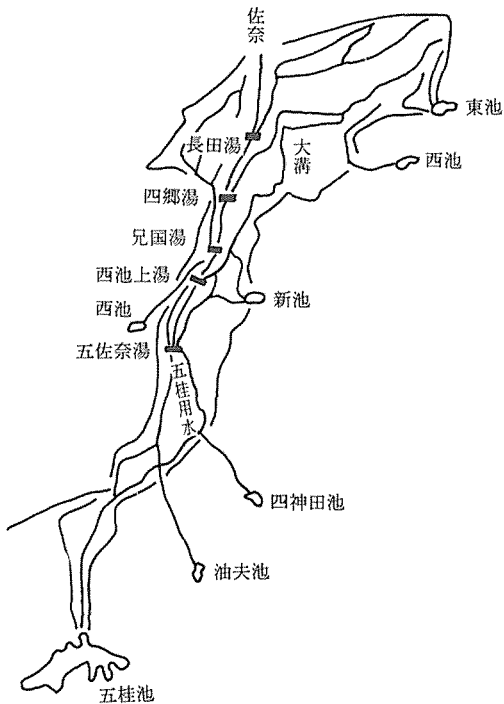 佐奈
東池
長田湯
大溝
西池
四郷湯
兄国湯
西池上湯
新池
西池
五佐奈湯
五桂用水
四神田池
油夫池
五桂池